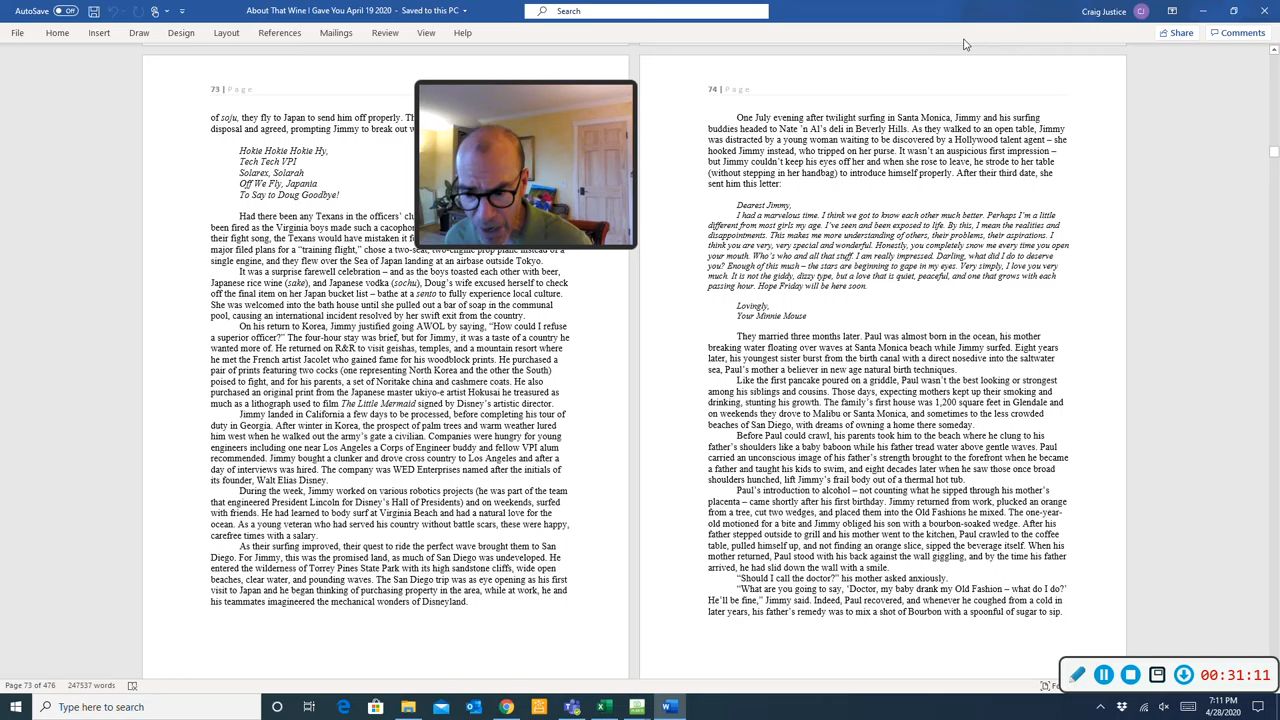 AutoSave Off
About That Wine I Gave You April 19 2020 - Saved to this PC
Search
Craig Justice
File Home Insert Draw Design Layout References Mailings Review View Help
Share Comments
73 | Page
of soju, they fly to Japan to send him off properly.
disposal and agreed, prompting Jimmy to break out
Hokie Hokie Hokie Hy,
Tech Tech VPI
Solarex, Solarah
Off We Fly, Japania
To Say to Doug Goodbye!
Had there been any Texans in the officers'
been fired as the Virginia boys made such a
their fight song, the Texans would have mistaken it
major filed plans for a "training flight," chose a two-seat, two-engine prop plane instead of a
single engine, and they flew over the Sea of Japan landing at an airbase outside Tokyo.
It was a surprise farewell celebration – and as the boys toasted each other with beer,
Japanese rice wine (sake), and Japanese vodka (sochu), Doug's wife excused herself to check
off the final item on her Japan bucket list – bathe at a sento to fully experience local culture.
She was welcomed into the bath house until she pulled out a bar of soap in the communal
pool, causing an international incident resolved by her swift exit from the country.
On his return to Korea, Jimmy justified going AWOL by saying, "How could I refuse
a superior officer?" The four-hour stay was brief, but for Jimmy, it was a taste of a country he
wanted more of. He returned on R&R to visit geishas, temples, and a mountain resort where
he met the French artist Jacolet who gained fame for his woodblock prints. He purchased a
pair of prints featuring two cocks (one representing North Korea and the other the South)
poised to fight, and for his parents, a set of Noritake china and cashmere coats. He also
purchased an original print from the Japanese master ukiyo-e artist Hokusai he treasured as
much as a lithograph used to film The Little Mermaid signed by Disney's artistic director.
Jimmy landed in California a few days to be processed, before completing his tour of
duty in Georgia. After winter in Korea, the prospect of palm trees and warm weather lured
him west when he walked out the army's gate a civilian. Companies were hungry for young
engineers including one near Los Angeles a Corps of Engineer buddy and fellow VPI alum
recommended. Jimmy bought a clunker and drove cross country to Los Angeles and after a
day of interviews was hired. The company was WED Enterprises named after the initials of
its founder, Walt Elias Disney.
During the week, Jimmy worked on various robotics projects (he was part of the team
that engineered President Lincoln for Disney's Hall of Presidents) and on weekends, surfed
with friends. He had learned to body surf at Virginia Beach and had a natural love for the
ocean. As a young veteran who had served his country without battle scars, these were happy,
carefree times with a salary.
As their surfing improved, their quest to ride the perfect wave brought them to San
Diego. For Jimmy, this was the promised land, as much of San Diego was undeveloped. He
entered the wilderness of Torrey Pines State Park with its high sandstone cliffs, wide open
beaches, clear water, and pounding waves. The San Diego trip was as eye opening as his first
visit to Japan and he began thinking of purchasing property in the area, while at work, he and
his teammates imagineered the mechanical wonders of Disneyland.
74 | Page
One July evening after twilight surfing in Santa Monica, Jimmy and his surfing
buddies headed to Nate 'n Al's deli in Beverly Hills. As they walked to an open table, Jimmy
was distracted by a young woman waiting to be discovered by a Hollywood talent agent – she
hooked Jimmy instead, who tripped on her purse. It wasn't an auspicious first impression –
but Jimmy couldn't keep his eyes off her and when she rose to leave, he strode to her table
(without stepping in her handbag) to introduce himself properly. After their third date, she
sent him this letter:
Dearest Jimmy,
I had a marvelous time. I think we got to know each other much better. Perhaps I'm a little
different from most girls my age. I've seen and been exposed to life. By this, I mean the realities and
disappointments. This makes me more understanding of others, their problems, their aspirations. I
think you are very, very special and wonderful. Honestly, you completely snow me every time you open
your mouth. Who's who and all that stuff. I am really impressed. Darling, what did I do to deserve
you? Enough of this mush – the stars are beginning to gape in my eyes. Very simply, I love you very
much. It is not the giddy, dizzy type, but a love that is quiet, peaceful, and one that grows with each
passing hour. Hope Friday will be here soon.
Lovingly,
Your Minnie Mouse
They married three months later. Paul was almost born in the ocean, his mother
breaking water floating over waves at Santa Monica beach while Jimmy surfed. Eight years
later, his youngest sister burst from the birth canal with a direct nosedive into the saltwater
sea, Paul's mother a believer in new age natural birth techniques.
Like the first pancake poured on a griddle, Paul wasn't the best looking or strongest
among his siblings and cousins. Those days, expecting mothers kept up their smoking and
drinking, stunting his growth. The family's first house was 1,200 square feet in Glendale and
on weekends they drove to Malibu or Santa Monica, and sometimes to the less crowded
beaches of San Diego, with dreams of owning a home there someday.
Before Paul could crawl, his parents took him to the beach where he clung to his
father's shoulders like a baby baboon while his father tread water above gentle waves. Paul
carried an unconscious image of his father's strength brought to the forefront when he became
a father and taught his kids to swim, and eight decades later when he saw those once broad
shoulders hunched, lift Jimmy's frail body out of a thermal hot tub.
Paul's introduction to alcohol – not counting what he sipped through his mother's
placenta – came shortly after his first birthday. Jimmy returned from work, plucked an orange
from a tree, cut two wedges, and placed them into the Old Fashions he mixed. The one-year-
old motioned for a bite and Jimmy obliged his son with a bourbon-soaked wedge. After his
father stepped outside to grill and his mother went to the kitchen, Paul crawled to the coffee
table, pulled himself up, and not finding an orange slice, sipped the beverage itself. When his
mother returned, Paul stood with his back against the wall giggling, and by the time his father
arrived, he had slid down the wall with a smile.
"Should I call the doctor?" his mother asked anxiously.
"What are you going to say, 'Doctor, my baby drank my Old Fashion – what do I do?'
He'll be fine," Jimmy said. Indeed, Paul recovered, and whenever he coughed from a cold in
later years, his father's remedy was to mix a shot of Bourbon with a spoonful of sugar to sip.
Page 73 of 476 247537 words
00:31:11
Type here to search
7:11 PM
4/28/2020